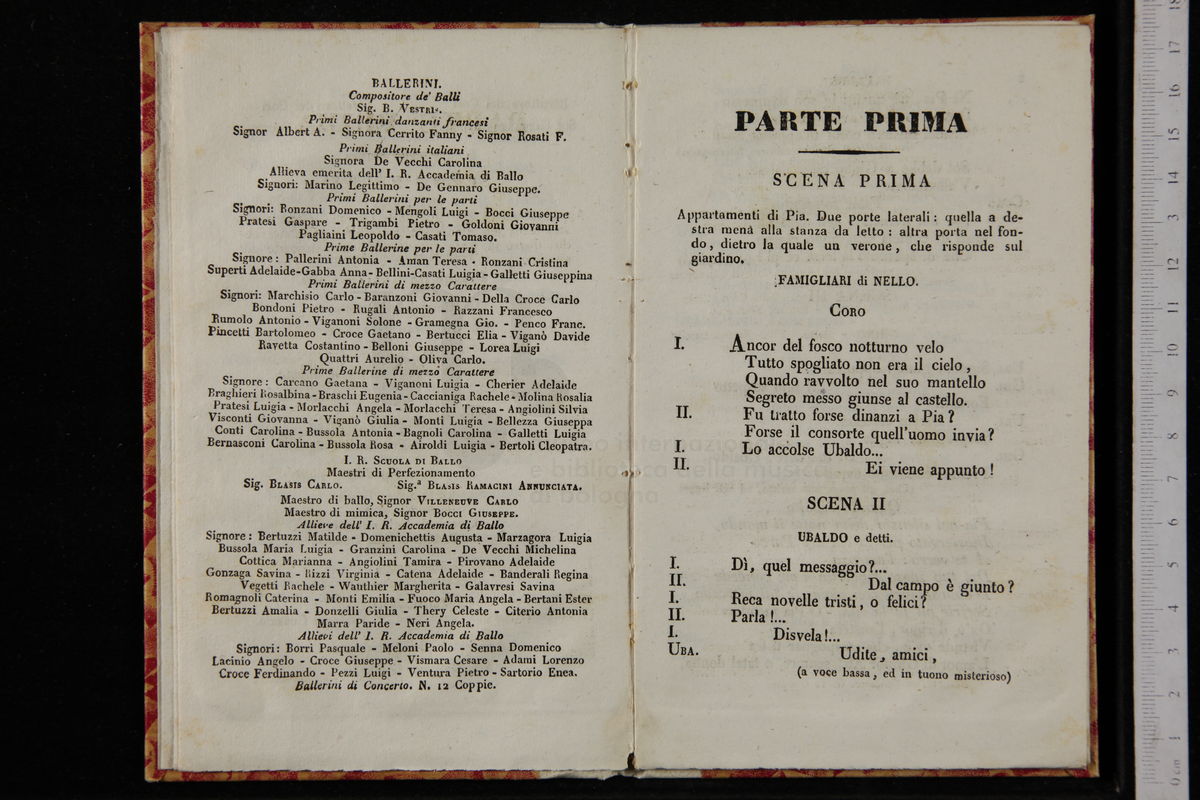 BALLERINI.
Compositore de' Balli
Sig. B. VESTRIS.
Primi Ballerini danzanti francesi
Signor Albert A. - Signora Cerrito Fanny - Signor Rosati F.
Primi Ballerini italiani
Signora De Vecchi Carolina
Allieva emerita dell' I. R. Accademia di Ballo
Signori: Marino Legittimo - De Gennaro Giuseppe.
Primi Ballerini per le parti
Signori: Ronzani Domenico - Mengoli Luigi - Bocci Giuseppe
Pratesi Gaspare - Trigambi Pietro - Goldoni Giovanni
Pagliaini Leopoldo - Casati Tomaso.
Prime Ballerine per le parti
Signore: Pallerini Antonia - Aman Teresa - Ronzani Cristina
Superti Adelaide-Gabba Anna-Bellini-Casati Luigia-Galletti Giuseppina
Primi Ballerini di mezzo Carattere
Signori: Marchisio Carlo-Baranzoni Giovanni-Della Croce Carlo
Bondoni Pietro - Rugali Antonio - Razzani Francesco
Rumolo Antonio - Viganoni Solone - Gramegna Gio. - Penco Franc.
Pincetti Bartolomeo - Croce Gaetano - Bertucci Elia - Viganò Davide
Ravetta Costantino - Belloni Giuseppe - Lorea Luigi
Quattri Aurelio - Oliva Carlo.
Prime Ballerine di mezzo Carattere
Signore: Carcano Gaetana - Viganoni Luigia - Cherier Adelaide
Braghieri Rosalbina-Braschi Eugenia-Caccianiga Rachele-Molina Rosalia
Pratesi Luigia - Morlacchi Angela - Morlacchi Teresa - Angiolini Silvia
Visconti Giovanna - Viganò Giulia - Monti Luigia - Bellezza Giuseppa
Conti Carolina - Bussola Antonia-Bagnoli Carolina - Galletti Luigia
Bernasconi Carolina-Bussola Rosa - Airoldi Luigia-Bertoli Cleopatra.
I. R. SCUOLA DI BALLO
Maestri di Perfezionamento
Sig. BLASIS CARLO. Sig.ª BLASIS RAMACINI ANNUNCIATA.
Maestro di ballo, Signor VILLENEUVE CARLO
Maestro di mimica, Signor BOCCI GIUSEPPE.
Allieve dell' I. R. Accademia di Ballo
Signore: Bertuzzi Matilde - Domenichettis Augusta - Marzagora Luigia
Bussola Maria Luigia - Granzini Carolina - De Vecchi Michelina
Cottica Marianna - Angiolini Tamira - Pirovano Adelaide
Gonzaga Savina - Rizzi Virginia - Catena Adelaide - Banderali Regina
Vegetti Rachele - Wauthier Margherita - Galavresi Savina
Romagnoli Caterina - Monti Emilia - Fuoco Maria Angela - Bertani Ester
Bertuzzi Amalia - Donzelli Giulia - Thery Celeste - Citerio Antonia
Marra Paride - Neri Angela.
Allievi dell' I. R. Accademia di Ballo
Signori: Borri Pasquale - Meloni Paolo - Senna Domenico
Lacinio Angelo - Croce Giuseppe - Vismara Cesare - Adami Lorenzo
Croce Ferdinando - Pezzi Luigi - Ventura Pietro - Sartorio Enea.
Ballerini di Concerto. N. 12 Coppie.
PARTE PRIMA
SCENA PRIMA
Appartamenti di Pia. Due porte laterali: quella a de-
stra mena alla stanza da letto: altra porta nel fon-
do, dietro la quale un verone, che risponde sul
giardino.
FAMIGLIARI di NELLO.
CORO
I. Ancor del fosco notturno velo
Tutto spogliato non era il cielo,
Quando ravvolto nel suo mantello
Segreto messo giunse al castello.
II. Fu tratto forse dinanzi a Pia?
Forse il consorte quell'uomo invia?
I. Lo accolse Ubaldo...
II. Ei viene appunto!
SCENA II
UBALDO e detti.
I. Dì, quel messaggio?...
II. Dal campo è giunto?
I. Reca novelle tristi, o felici?
II. Parla!...
I. Disvela!...
UBA. Udite, amici,
(a voce bassa, ed in tuono misterioso)